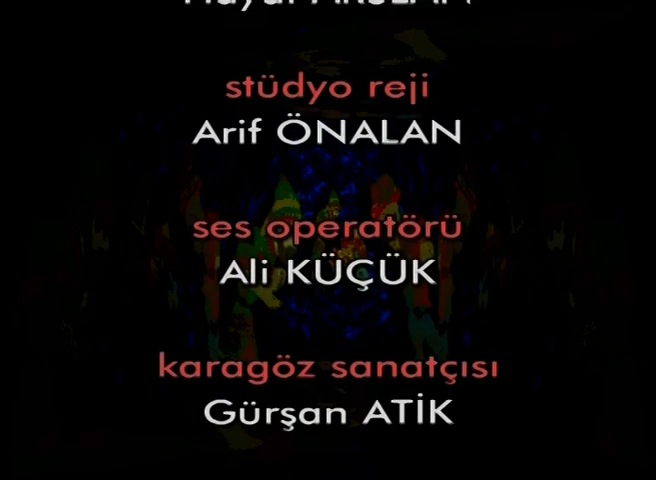 stüdyo reji
Arif ÖNALAN
ses operatörü
Ali KÜÇÜK
karagöz sanatçısı
Gürşan ATİK